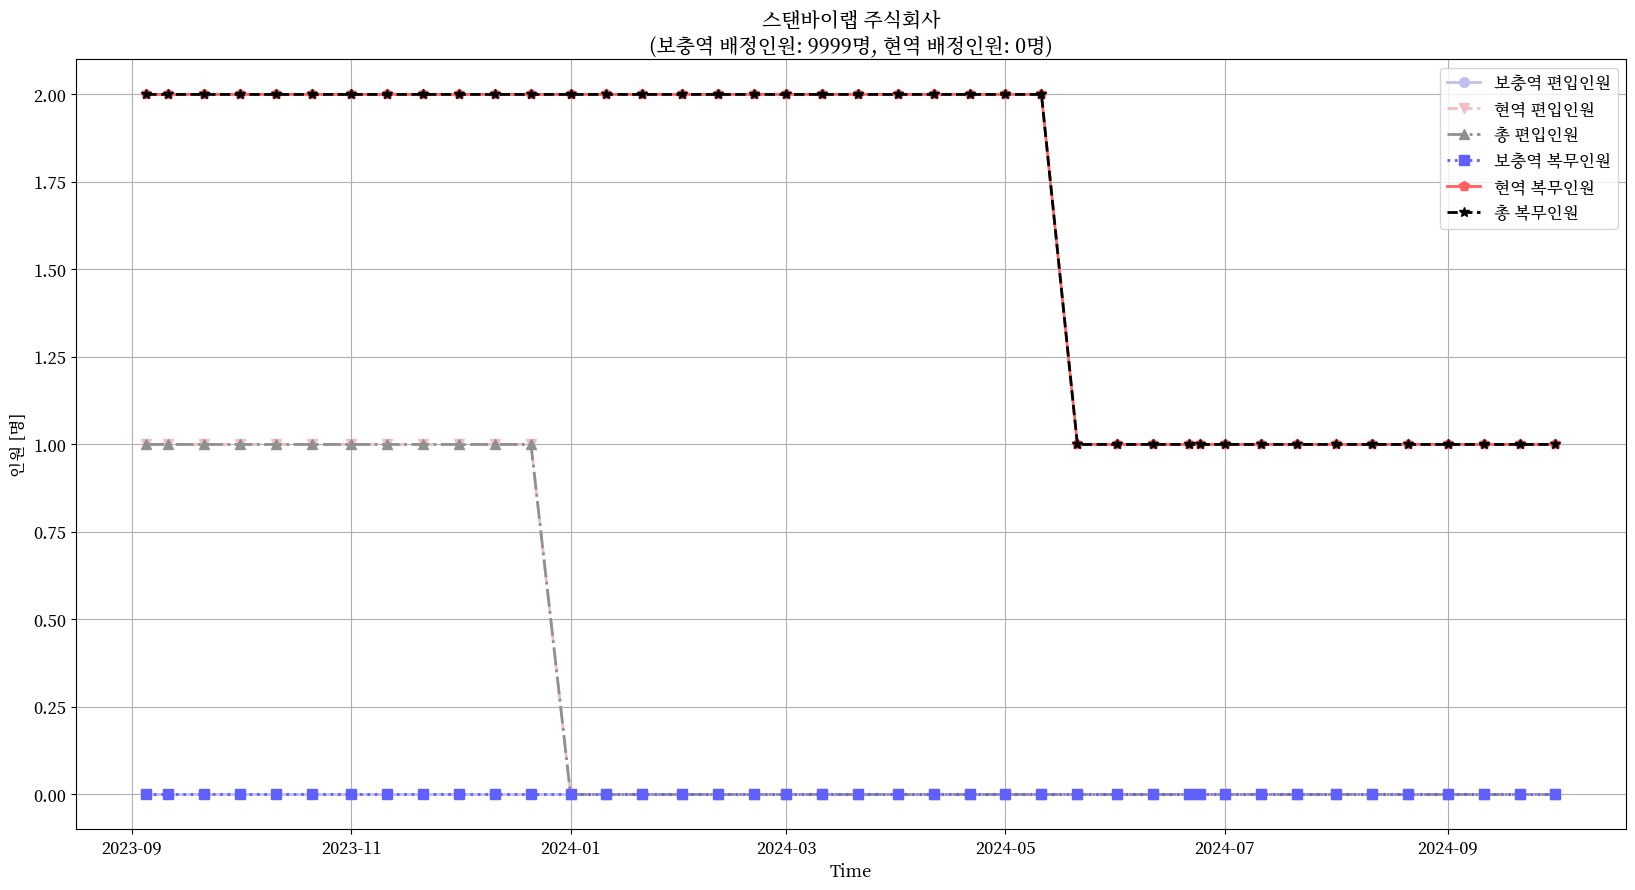 스탠바이랩 주식회사
(보충역 배정인원: 9999명, 현역 배정인원: 0명)
보충역 편입인원
현역 편입인원
총 편입인원
보충역 복무인원
현역 복무인원
총 복무인원
2.00
1.75
1.50
1.25
1.00
0.75
0.50
0.25
0.00
인원 [명]
2023-09
2023-11
2024-01
2024-03
2024-05
2024-07
2024-09
Time